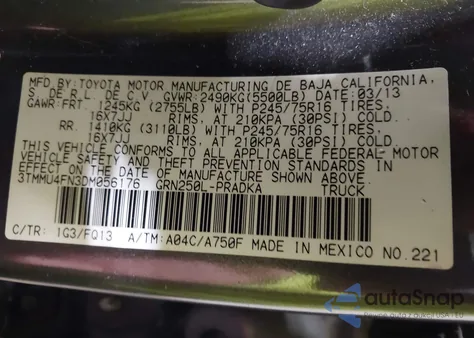 MFD BY:TOYOTA MOTOR MANUFACTURING DE BAJA CALIFORNIA,
S. DE R.L. DE C.V. GVWR:2490KG(5500LB) DATE:03/13
GAWR:FRT. 1245KG (2755LB) WITH P245/75R16 TIRES,
16X7JJ RIMS, AT 210KPA (30PSI) COLD.
RR. 1410KG (3110LB) WITH P245/75R16 TIRES,
16X7JJ RIMS, AT 210KPA (30PSI) COLD.
THIS VEHICLE CONFORMS TO ALL APPLICABLE FEDERAL MOTOR
VEHICLE SAFETY AND BUMPER STANDARDS IN
EFFECT ON THE DATE OF MANUFACTURE SHOWN ABOVE.
3TMMU4FN3DM056176 GRN250L-PRADKA TRUCK
C/TR: 1G3/FQ13 A/TM: A04C/A750F MADE IN MEXICO NO.221
autoSnap